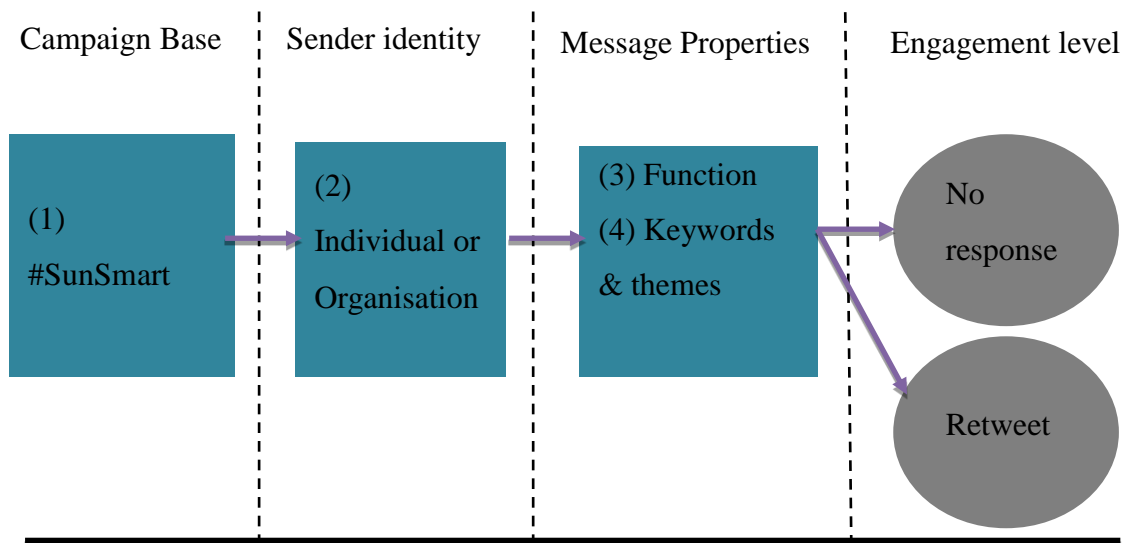 Campaign Base
Sender identity
Message Properties
Engagement level
(1)
#SunSmart
(2)
Individual or
Organisation
(3) Function
(4) Keywords
& themes
No
response
Retweet